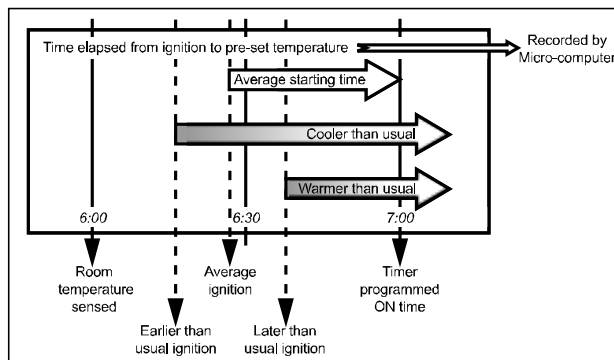 Time elapsed from ignition to pre-set temperature
Recorded by
Micro-computer
Average starting time
Cooler than usual
Warmer than usual
6:00
6:30
7:00
Room
temperature
sensed
Average
ignition
Timer
programmed
ON time
Earlier than
usual ignition
Later than
usual ignition